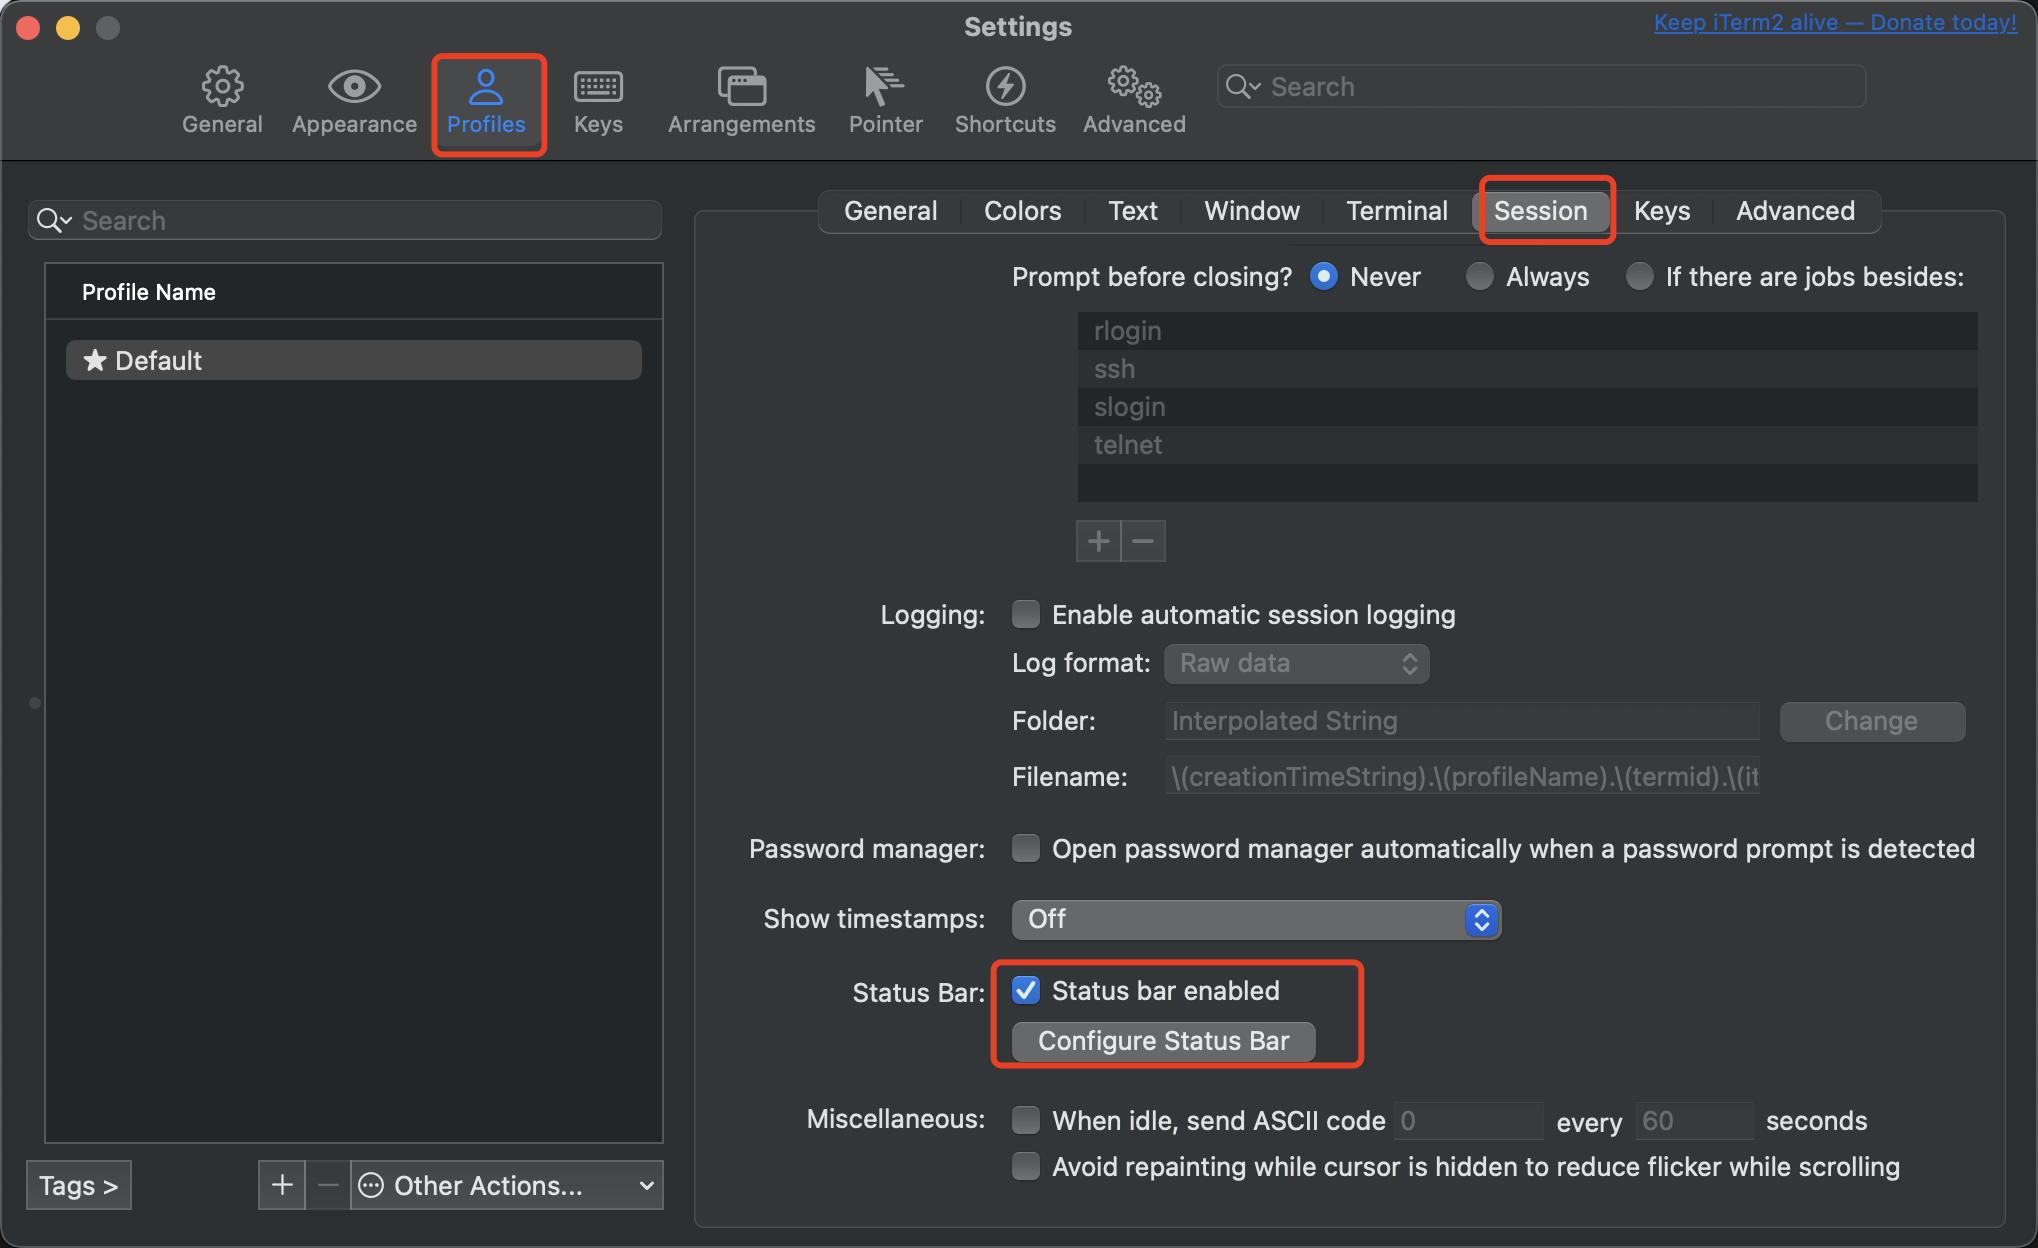 Settings
Keep iTerm2 alive — Donate today!
General
Appearance
Profiles
Keys
Arrangements
Pointer
Shortcuts
Advanced
Search
Search
Profile Name
Default
Tags >
Other Actions...
General
Colors
Text
Window
Terminal
Session
Keys
Advanced
Prompt before closing? Never Always If there are jobs besides:
rlogin
ssh
slogin
telnet
Logging: Enable automatic session logging
Log format: Raw data
Folder: Interpolated String Change
Filename: \(creationTimeString).\(profileName).\(termid).\(it
Password manager: Open password manager automatically when a password prompt is detected
Show timestamps: Off
Status Bar: Status bar enabled
Configure Status Bar
Miscellaneous: When idle, send ASCII code 0 every 60 seconds
Avoid repainting while cursor is hidden to reduce flicker while scrolling